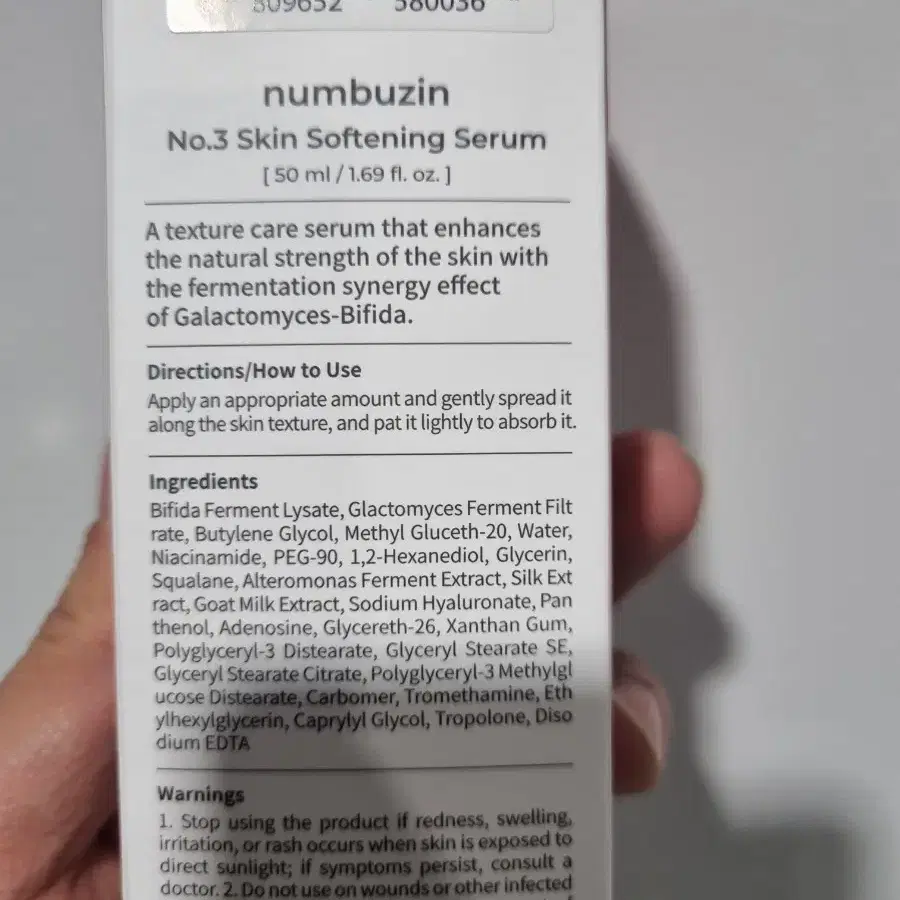 numbuzin
No.3 Skin Softening Serum
[ 50 ml / 1.69 fl. oz. ]
A texture care serum that enhances
the natural strength of the skin with
the fermentation synergy effect
of Galactomyces-Bifida.
Directions/How to Use
Apply an appropriate amount and gently spread it
along the skin texture, and pat it lightly to absorb it.
Ingredients
Bifida Ferment Lysate, Glactomyces Ferment Filt
rate, Butylene Glycol, Methyl Gluceth-20, Water,
Niacinamide, PEG-90, 1,2-Hexanediol, Glycerin,
Squalane, Alteromonas Ferment Extract, Silk Ext
ract, Goat Milk Extract, Sodium Hyaluronate, Pan
thenol, Adenosine, Glycereth-26, Xanthan Gum,
Polyglyceryl-3 Distearate, Glyceryl Stearate SE,
Glyceryl Stearate Citrate, Polyglyceryl-3 Methylgl
ucose Distearate, Carbomer, Tromethamine, Eth
ylhexylglycerin, Caprylyl Glycol, Tropolone, Diso
dium EDTA
Warnings
1. Stop using the product if redness, swelling,
irritation, or rash occurs when skin is exposed to
direct sunlight; if symptoms persist, consult a
doctor. 2. Do not use on wounds or other infected